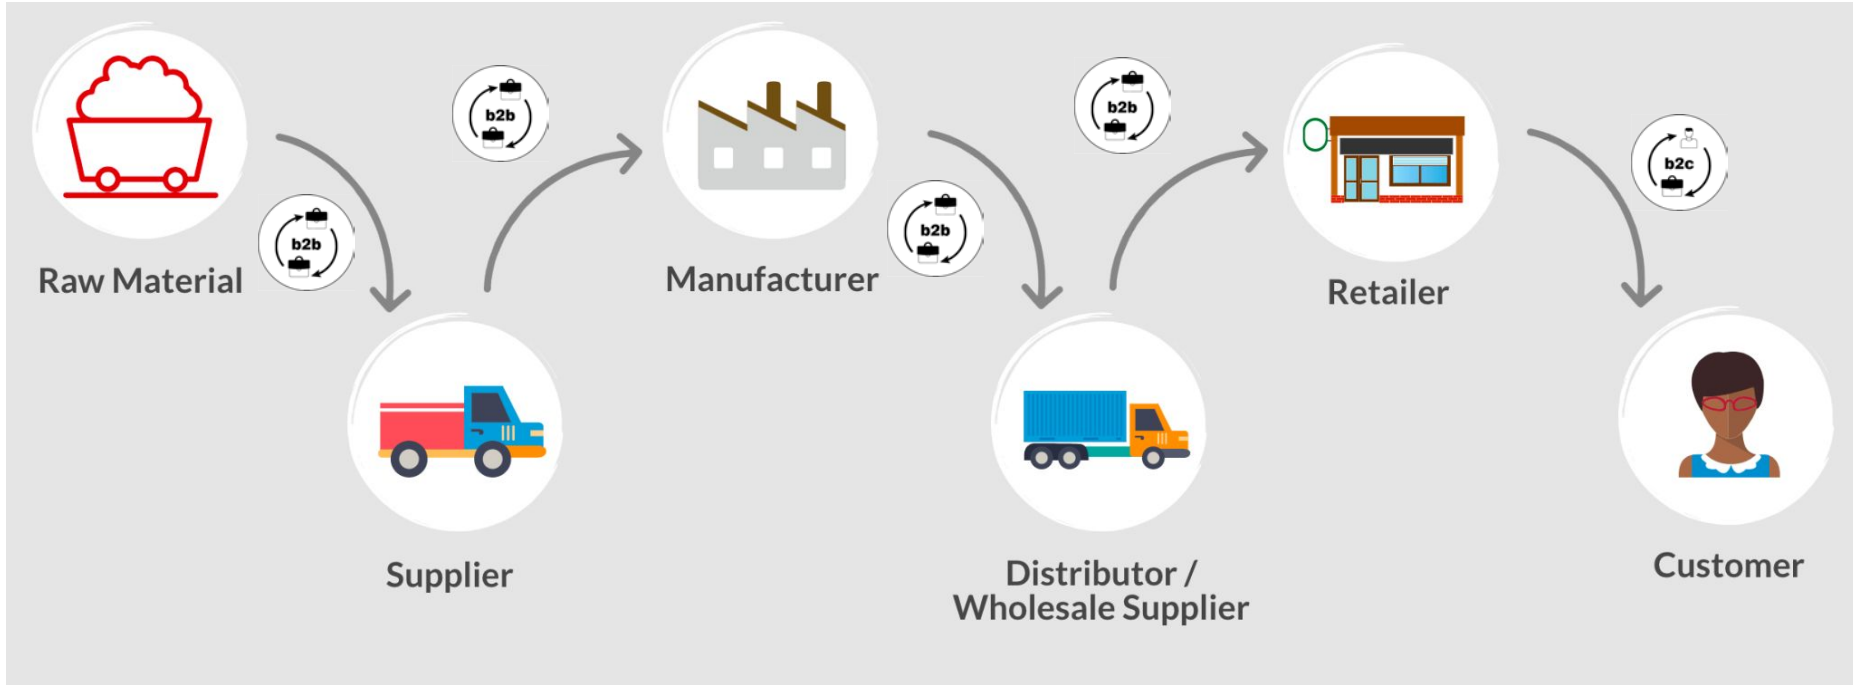 Raw Material
b2b
Supplier
b2b
Manufacturer
b2b
Distributor /
Wholesale Supplier
b2b
Retailer
b2c
Customer